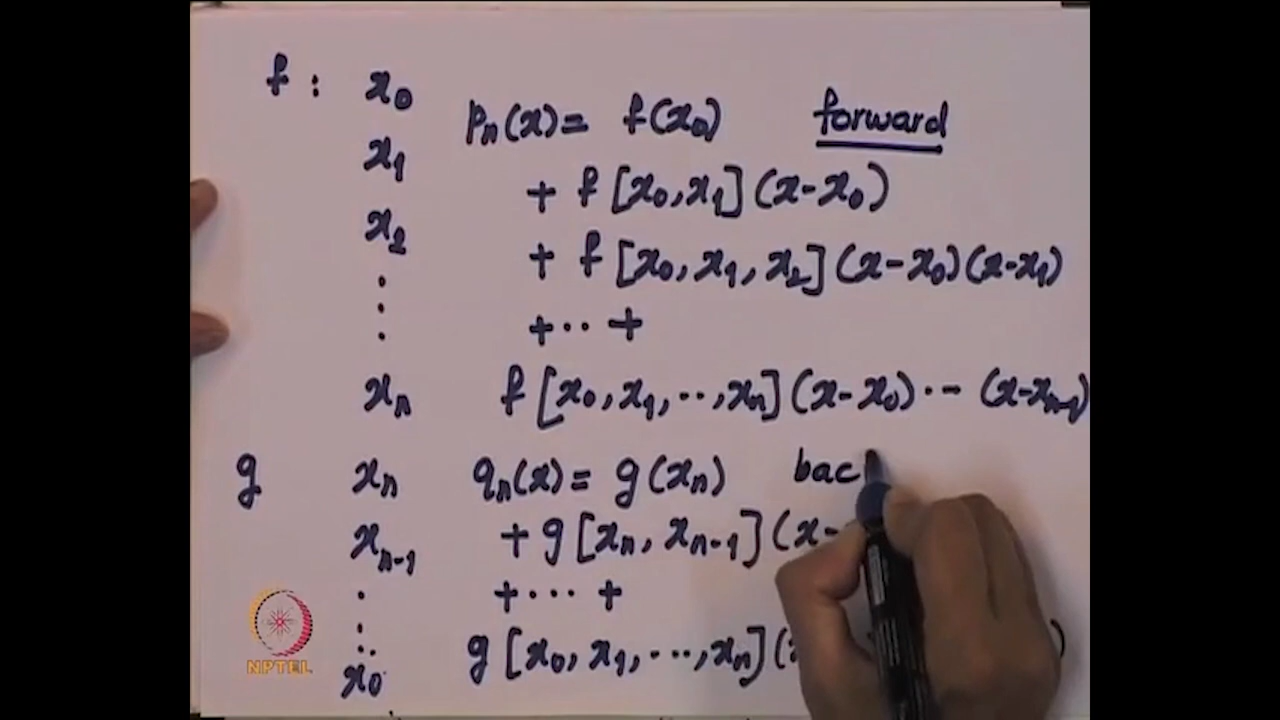 f : x₀ pₙ(x) = f(x₀) forward
x₁ + f[x₀, x₁](x-x₀)
x₂ + f[x₀, x₁, x₂](x-x₀)(x-x₁)
⋮ + ·· +
xₙ f[x₀, x₁, ··, xₙ](x-x₀) ·· - (x-xₙ₋₁)
g xₙ qₙ(x) = g(xₙ) bac
xₙ₋₁ + g[xₙ, xₙ₋₁](x-
⋮ + ··· +
x₀ g[x₀, x₁, ···, xₙ]( )
NPTEL